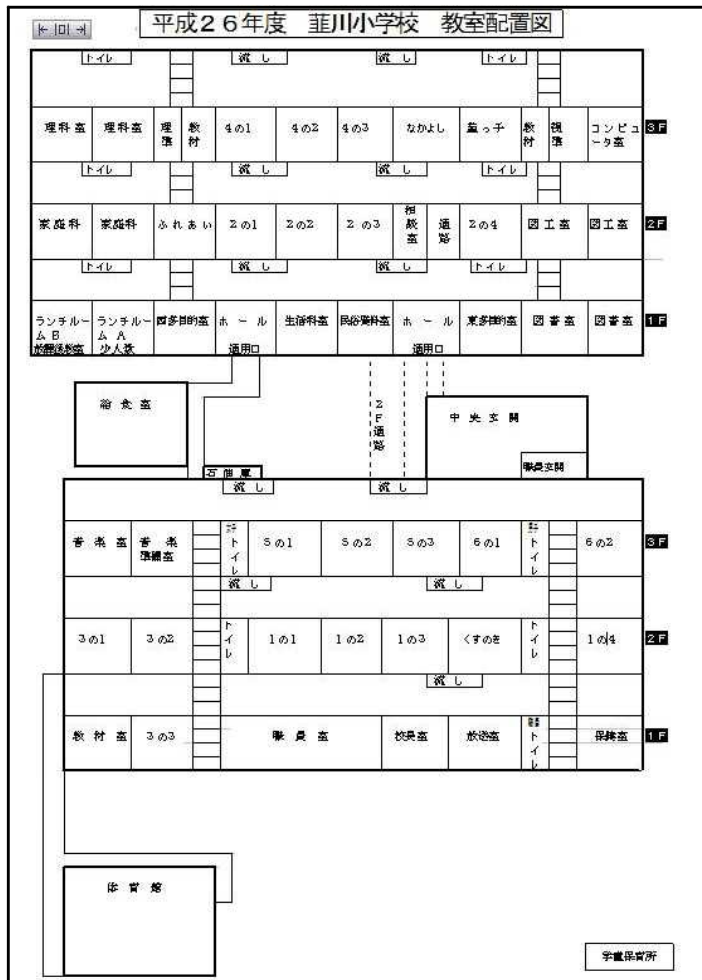 平成26年度 韮川小学校 教室配置図
トイレ 流し 流し トイレ
理科室 理科室 理準 教材 4の1 4の2 4の3 なかよし 韮っ子 教材 視準 コンピュータ室 3F
トイレ 流し 流し トイレ
家庭科 家庭科 ふれあい 2の1 2の2 2の3 相談室 通路 2の4 図工室 図工室 2F
トイレ 流し 流し トイレ
ランチルームB ランチルームA 少人数 西多目的室 ホール 通用口 生活科室 民俗資料室 ホール 通用口 東多目的室 図書室 図書室 1F
給食室
2F通路
中央玄関
職員玄関
石油庫
流し 流し
音楽室 音楽準備室 トイレ 5の1 5の2 5の3 6の1 トイレ 6の2 3F
流し 流し
3の1 3の2 トイレ 1の1 1の2 1の3 くすのき トイレ 1の4 2F
流し
教材室 3の3 職員室 校長室 放送室 トイレ 保健室 1F
体育館
学童保育所